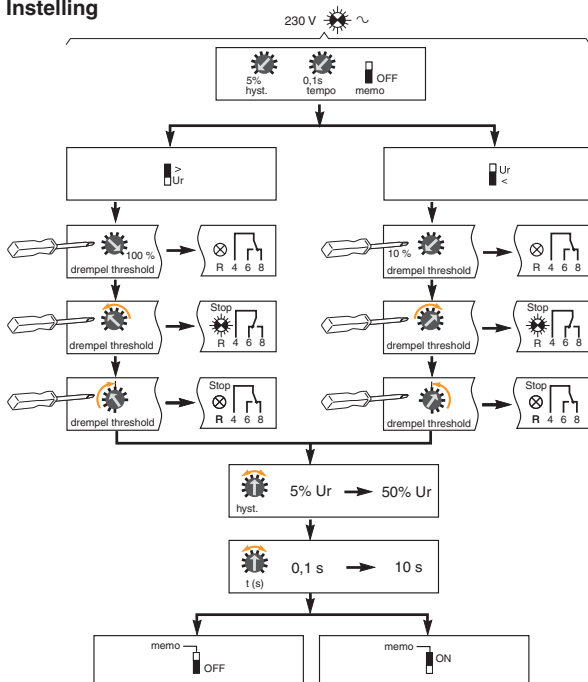 Instelling
230 V
5% hyst.
0,1s tempo
OFF memo
> Ur
Ur <
100 %
drempel threshold
R 4 6 8
10 %
drempel threshold
R 4 6 8
drempel threshold
Stop
R 4 6 8
drempel threshold
Stop
R 4 6 8
drempel threshold
Stop
R 4 6 8
drempel threshold
Stop
R 4 6 8
hyst.
5% Ur 50% Ur
t (s)
0,1 s 10 s
memo
OFF
memo
ON